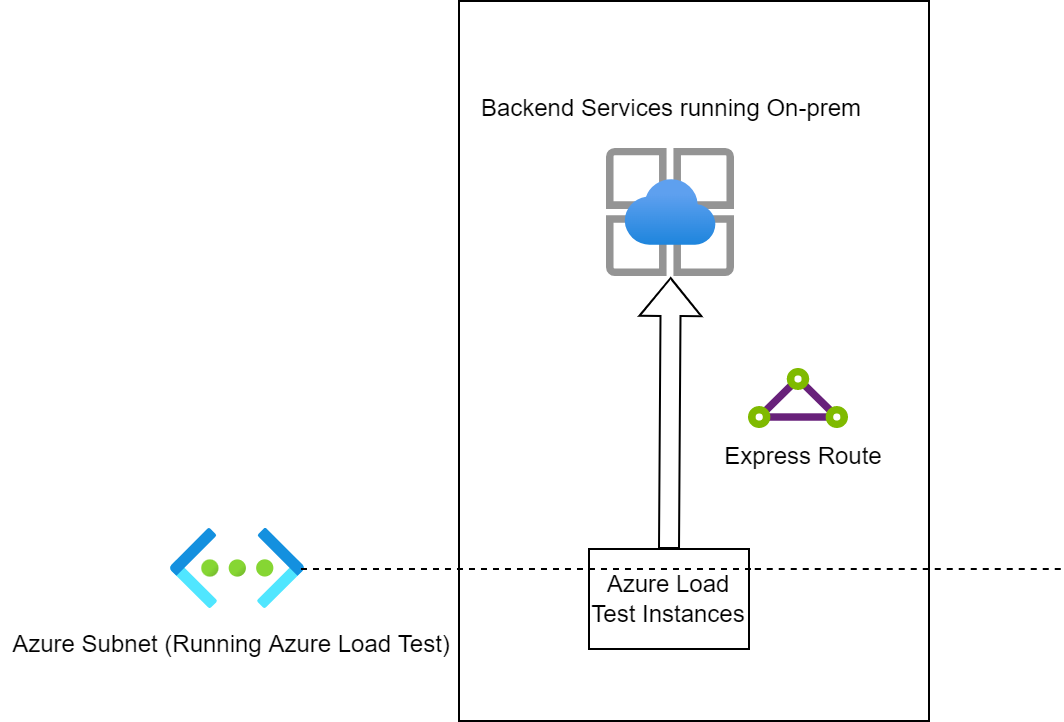 Backend Services running On-prem
Express Route
Azure Load
Test Instances
Azure Subnet (Running Azure Load Test)